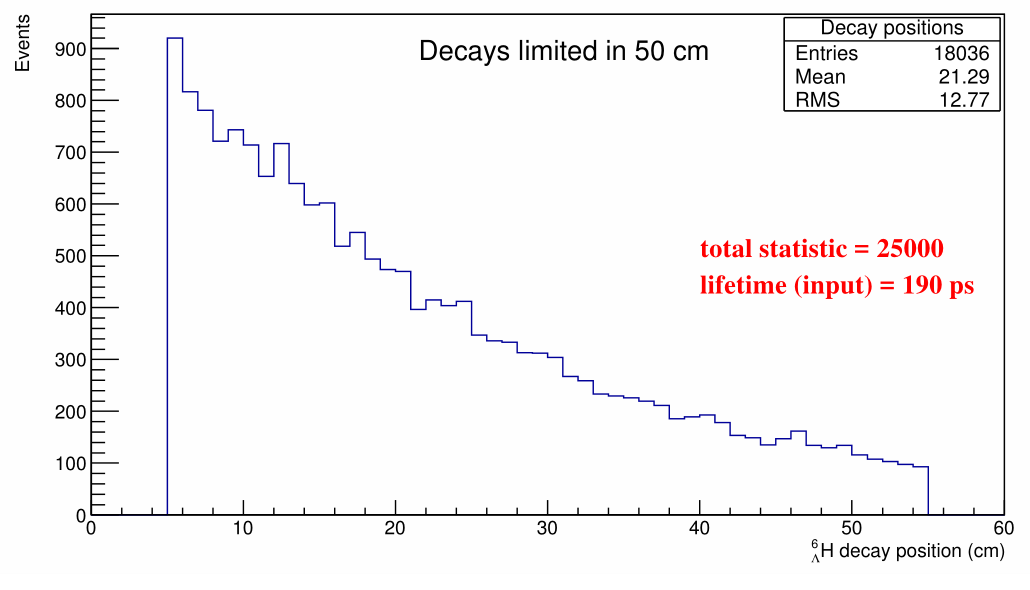 Events
Decays limited in 50 cm
Decay positions
Entries 18036
Mean 21.29
RMS 12.77
900
800
700
600
500
400
300
200
100
0
total statistic = 25000
lifetime (input) = 190 ps
0 10 20 30 40 50 60
⁶ΛH decay position (cm)